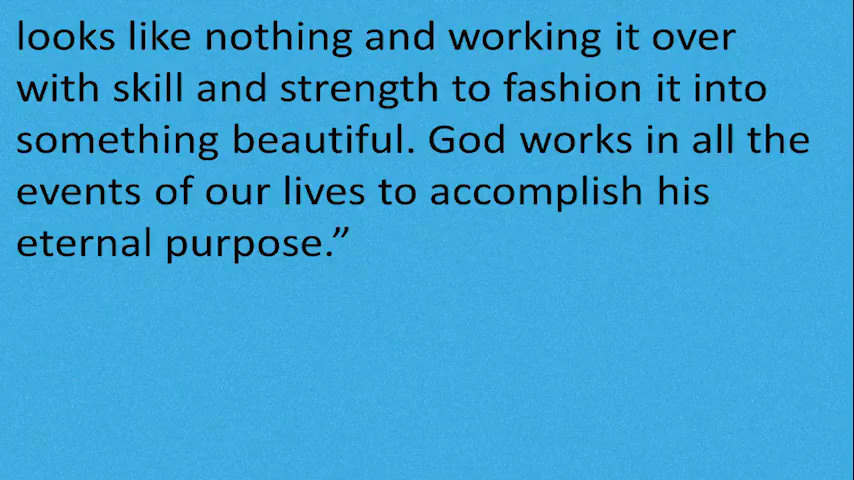 looks like nothing and working it over
with skill and strength to fashion it into
something beautiful. God works in all the
events of our lives to accomplish his
eternal purpose.”